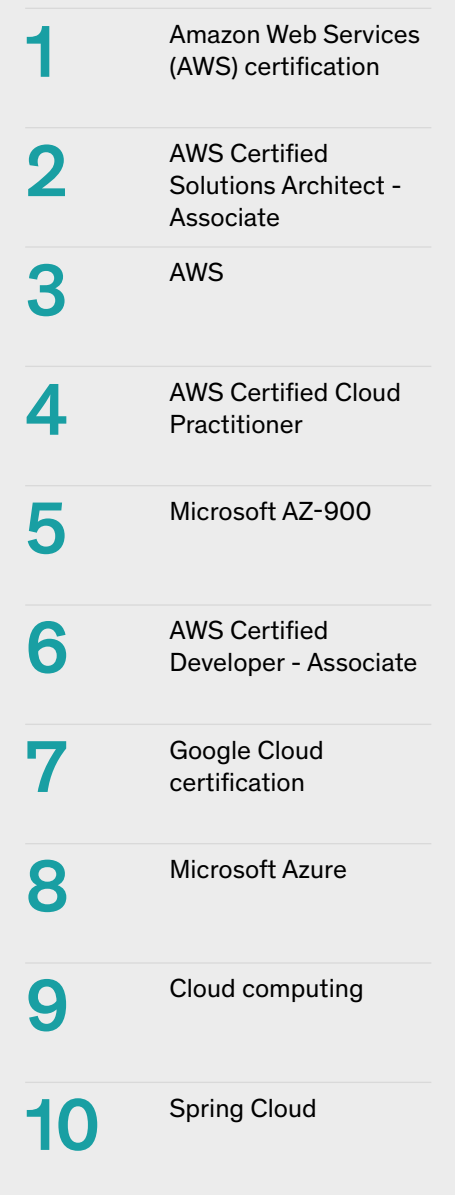 1
Amazon Web Services
(AWS) certification
2
AWS Certified
Solutions Architect -
Associate
3
AWS
4
AWS Certified Cloud
Practitioner
5
Microsoft AZ-900
6
AWS Certified
Developer - Associate
7
Google Cloud
certification
8
Microsoft Azure
9
Cloud computing
10
Spring Cloud